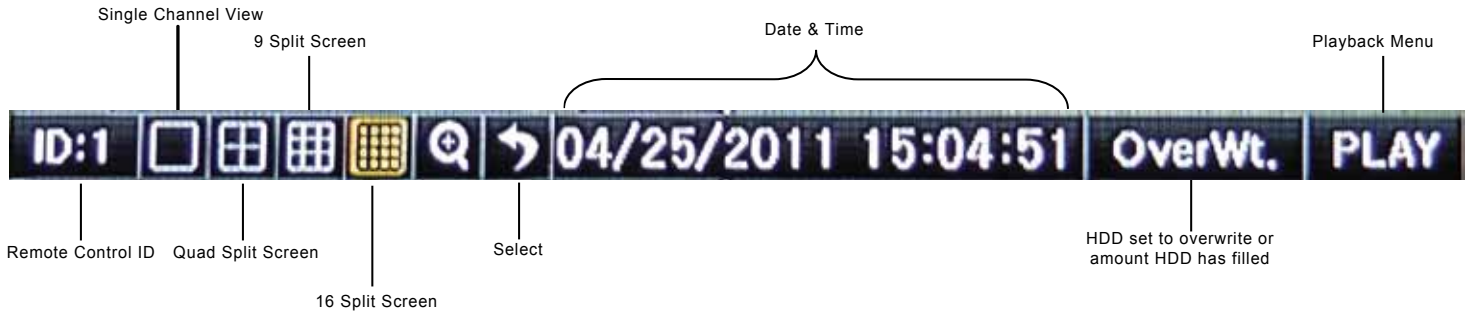 Single Channel View
9 Split Screen
Date & Time
Playback Menu
ID:1 04/25/2011 15:04:51 OverWt. PLAY
Remote Control ID
Quad Split Screen
Select
HDD set to overwrite or
amount HDD has filled
16 Split Screen